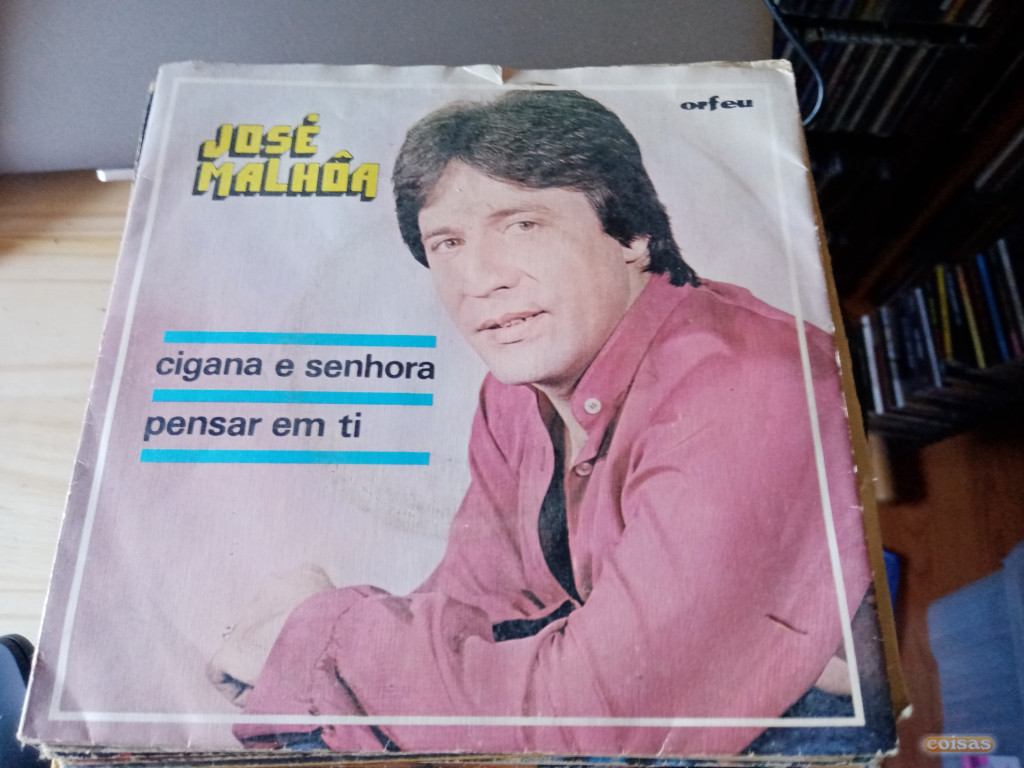 orfeu
JOSÉ
MALHÔA
cigana e senhora
pensar em ti
coisas